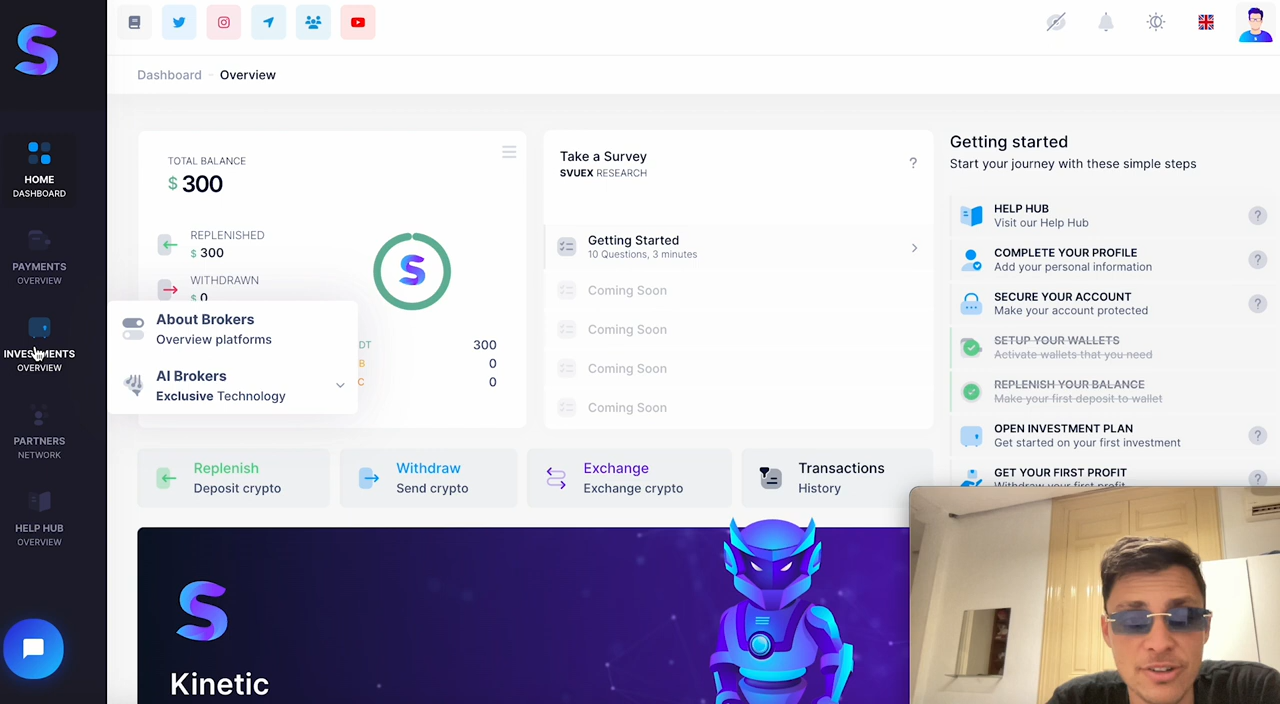 Dashboard - Overview
HOME
DASHBOARD
PAYMENTS
OVERVIEW
INVESTMENTS
OVERVIEW
PARTNERS
NETWORK
HELP HUB
OVERVIEW
TOTAL BALANCE
$ 300
REPLENISHED
$ 300
WITHDRAWN
$ 0
About Brokers
Overview platforms
AI Brokers
Exclusive Technology
DT 300
B 0
C 0
Take a Survey
SVUEX RESEARCH
?
Getting Started
10 Questions, 3 minutes
Coming Soon
Coming Soon
Coming Soon
Coming Soon
Getting started
Start your journey with these simple steps
HELP HUB
Visit our Help Hub
?
COMPLETE YOUR PROFILE
Add your personal information
?
SECURE YOUR ACCOUNT
Make your account protected
?
SETUP YOUR WALLETS
Activate wallets that you need
REPLENISH YOUR BALANCE
Make your first deposit to wallet
OPEN INVESTMENT PLAN
Get started on your first investment
?
GET YOUR FIRST PROFIT
Withdraw your first profit
?
Replenish
Deposit crypto
Withdraw
Send crypto
Exchange
Exchange crypto
Transactions
History
Kinetic